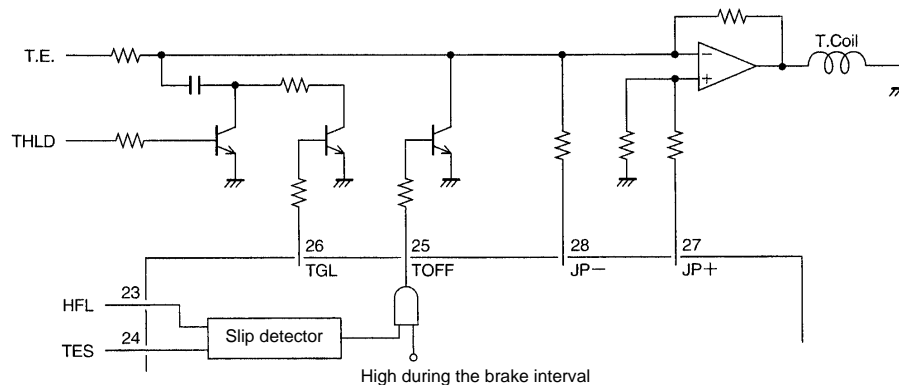 T.E.
T.Coil
−
+
THLD
26
25
28
27
TGL
TOFF
JP−
JP+
23
HFL
24
TES
Slip detector
High during the brake interval